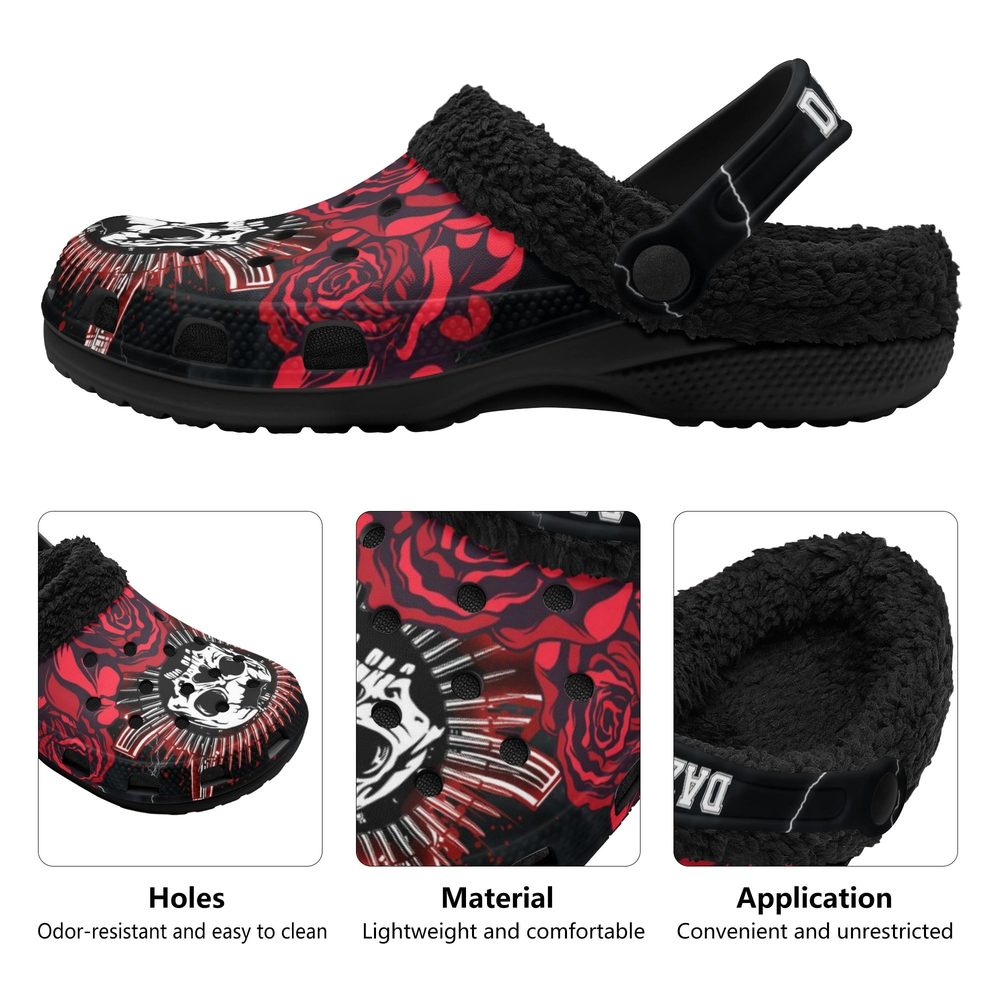 Holes
Odor-resistant and easy to clean
Material
Lightweight and comfortable
Application
Convenient and unrestricted